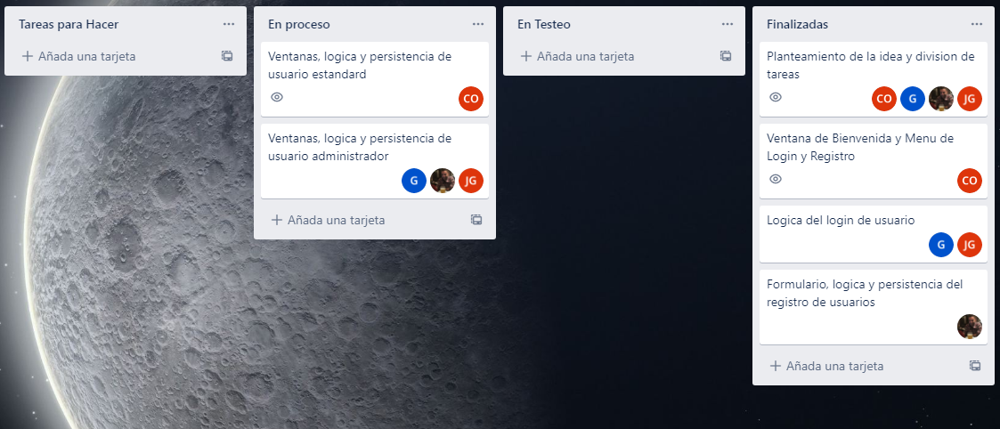 Tareas para Hacer
Añada una tarjeta
En proceso
Ventanas, logica y persistencia de
usuario estandard
CO
Ventanas, logica y persistencia de
usuario administrador
G JG
Añada una tarjeta
En Testeo
Añada una tarjeta
Finalizadas
Planteamiento de la idea y division de
tareas
CO G JG
Ventana de Bienvenida y Menu de
Login y Registro
CO
Logica del login de usuario
G JG
Formulario, logica y persistencia del
registro de usuarios
Añada una tarjeta